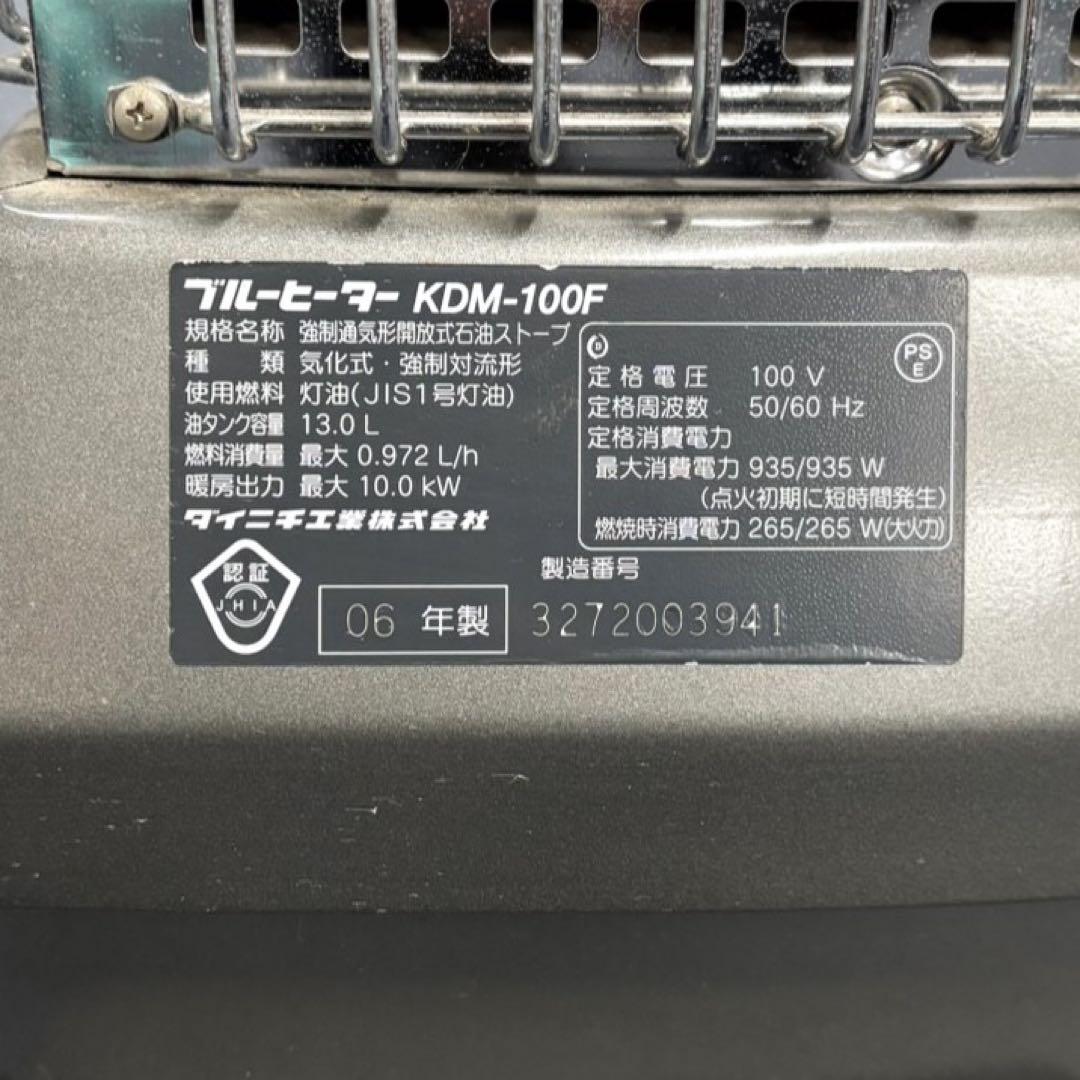 ブルーヒーター KDM-100F
規格名称 強制通気形開放式石油ストーブ
種 類 気化式・強制対流形
使用燃料 灯油(JIS1号灯油)
油タンク容量 13.0 L
燃料消費量 最大 0.972 L/h
暖房出力 最大 10.0 kW
ダイニチ工業株式会社
PS
E
定格電圧 100 V
定格周波数 50/60 Hz
定格消費電力
最大消費電力 935/935 W
(点火初期に短時間発生)
燃焼時消費電力 265/265 W(大火力)
認証
JHIA
06 年製
製造番号
3272003941